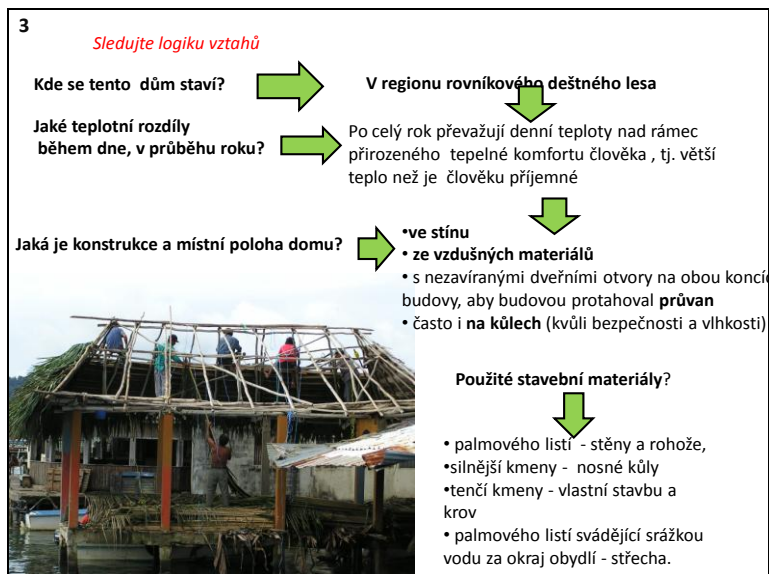 3
Sledujte logiku vztahů
Kde se tento  dům staví?
V regionu rovníkového deštného lesa
Jaké teplotní rozdíly
během dne, v průběhu roku?
Po celý rok převažují denní teploty nad rámec
přirozeného  tepelné komfortu člověka , tj. větší
teplo než je  člověku příjemné
Jaká je konstrukce a místní poloha domu?
•ve stínu
• ze vzdušných materiálů
• s nezavíranými dveřními otvory na obou koncíc
budovy, aby budovou protahoval průvan
• často i na kůlech (kvůli bezpečnosti a vlhkosti)
Použité stavební materiály?
• palmového listí  - stěny a rohože,
•silnější kmeny -  nosné kůly
• tenčí kmeny - vlastní stavbu a
krov
• palmového listí svádějící srážkou
vodu za okraj obydlí - střecha.